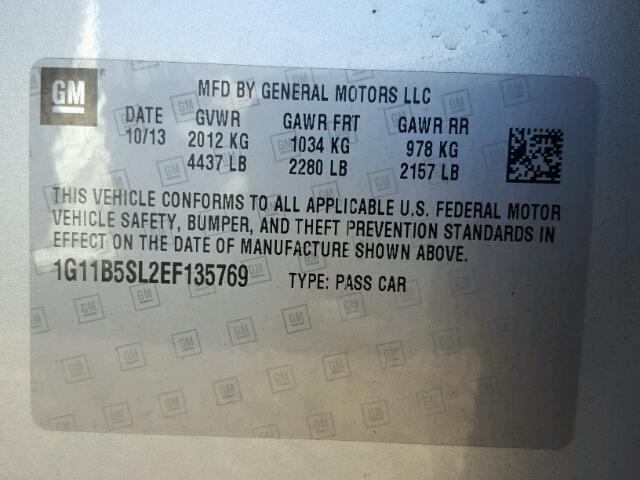 GM
MFD BY GENERAL MOTORS LLC
DATE GVWR GAWR FRT GAWR RR
10/13 2012 KG 1034 KG 978 KG
4437 LB 2280 LB 2157 LB
THIS VEHICLE CONFORMS TO ALL APPLICABLE U.S. FEDERAL MOTOR
VEHICLE SAFETY, BUMPER, AND THEFT PREVENTION STANDARDS IN
EFFECT ON THE DATE OF MANUFACTURE SHOWN ABOVE.
1G11B5SL2EF135769 TYPE: PASS CAR